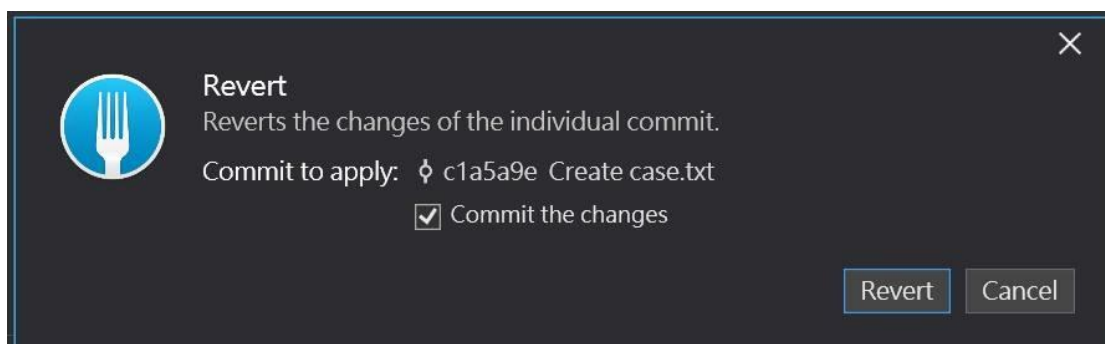 Revert
Reverts the changes of the individual commit.
Commit to apply: c1a5a9e Create case.txt
Commit the changes
Revert Cancel